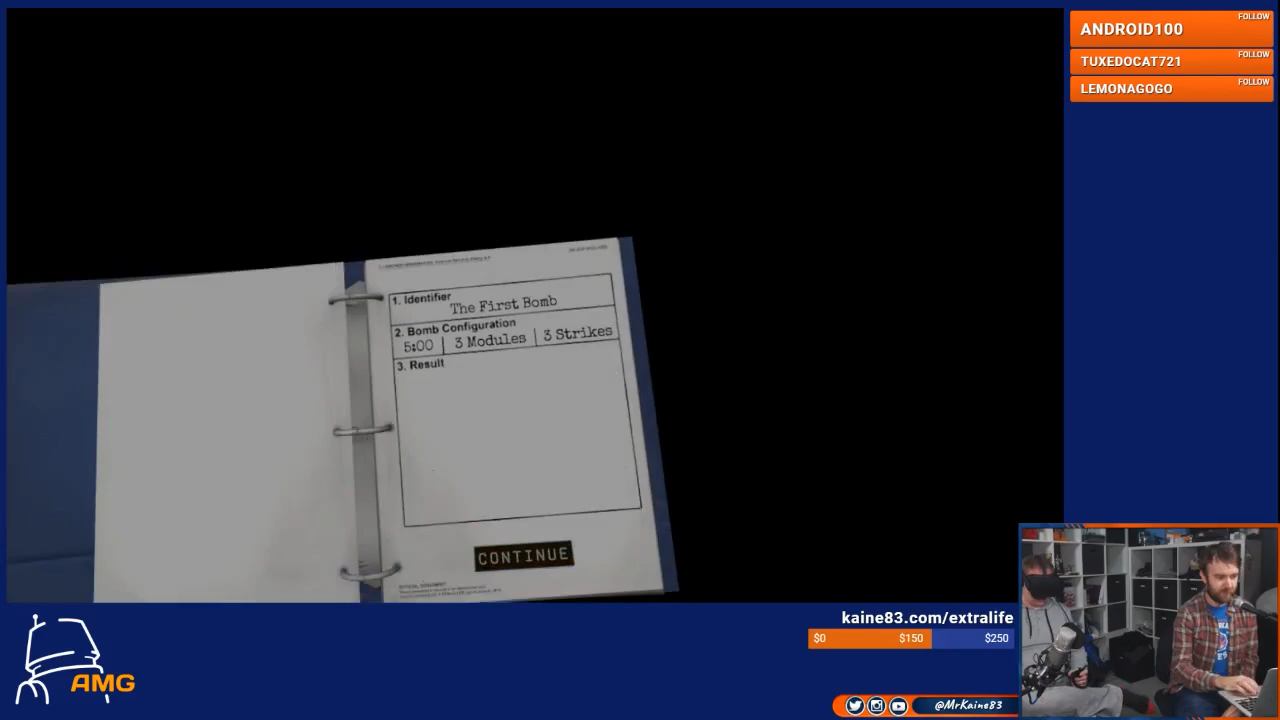 FOLLOW
ANDROID100
FOLLOW
TUXEDOCAT721
FOLLOW
LEMONAGOGO
1. Identifier
The First Bomb
2. Bomb Configuration
5:00 | 3 Modules | 3 Strikes
3. Result
CONTINUE
kaine83.com/extralife
$0 $150 $250
AMG
@MrKaine83